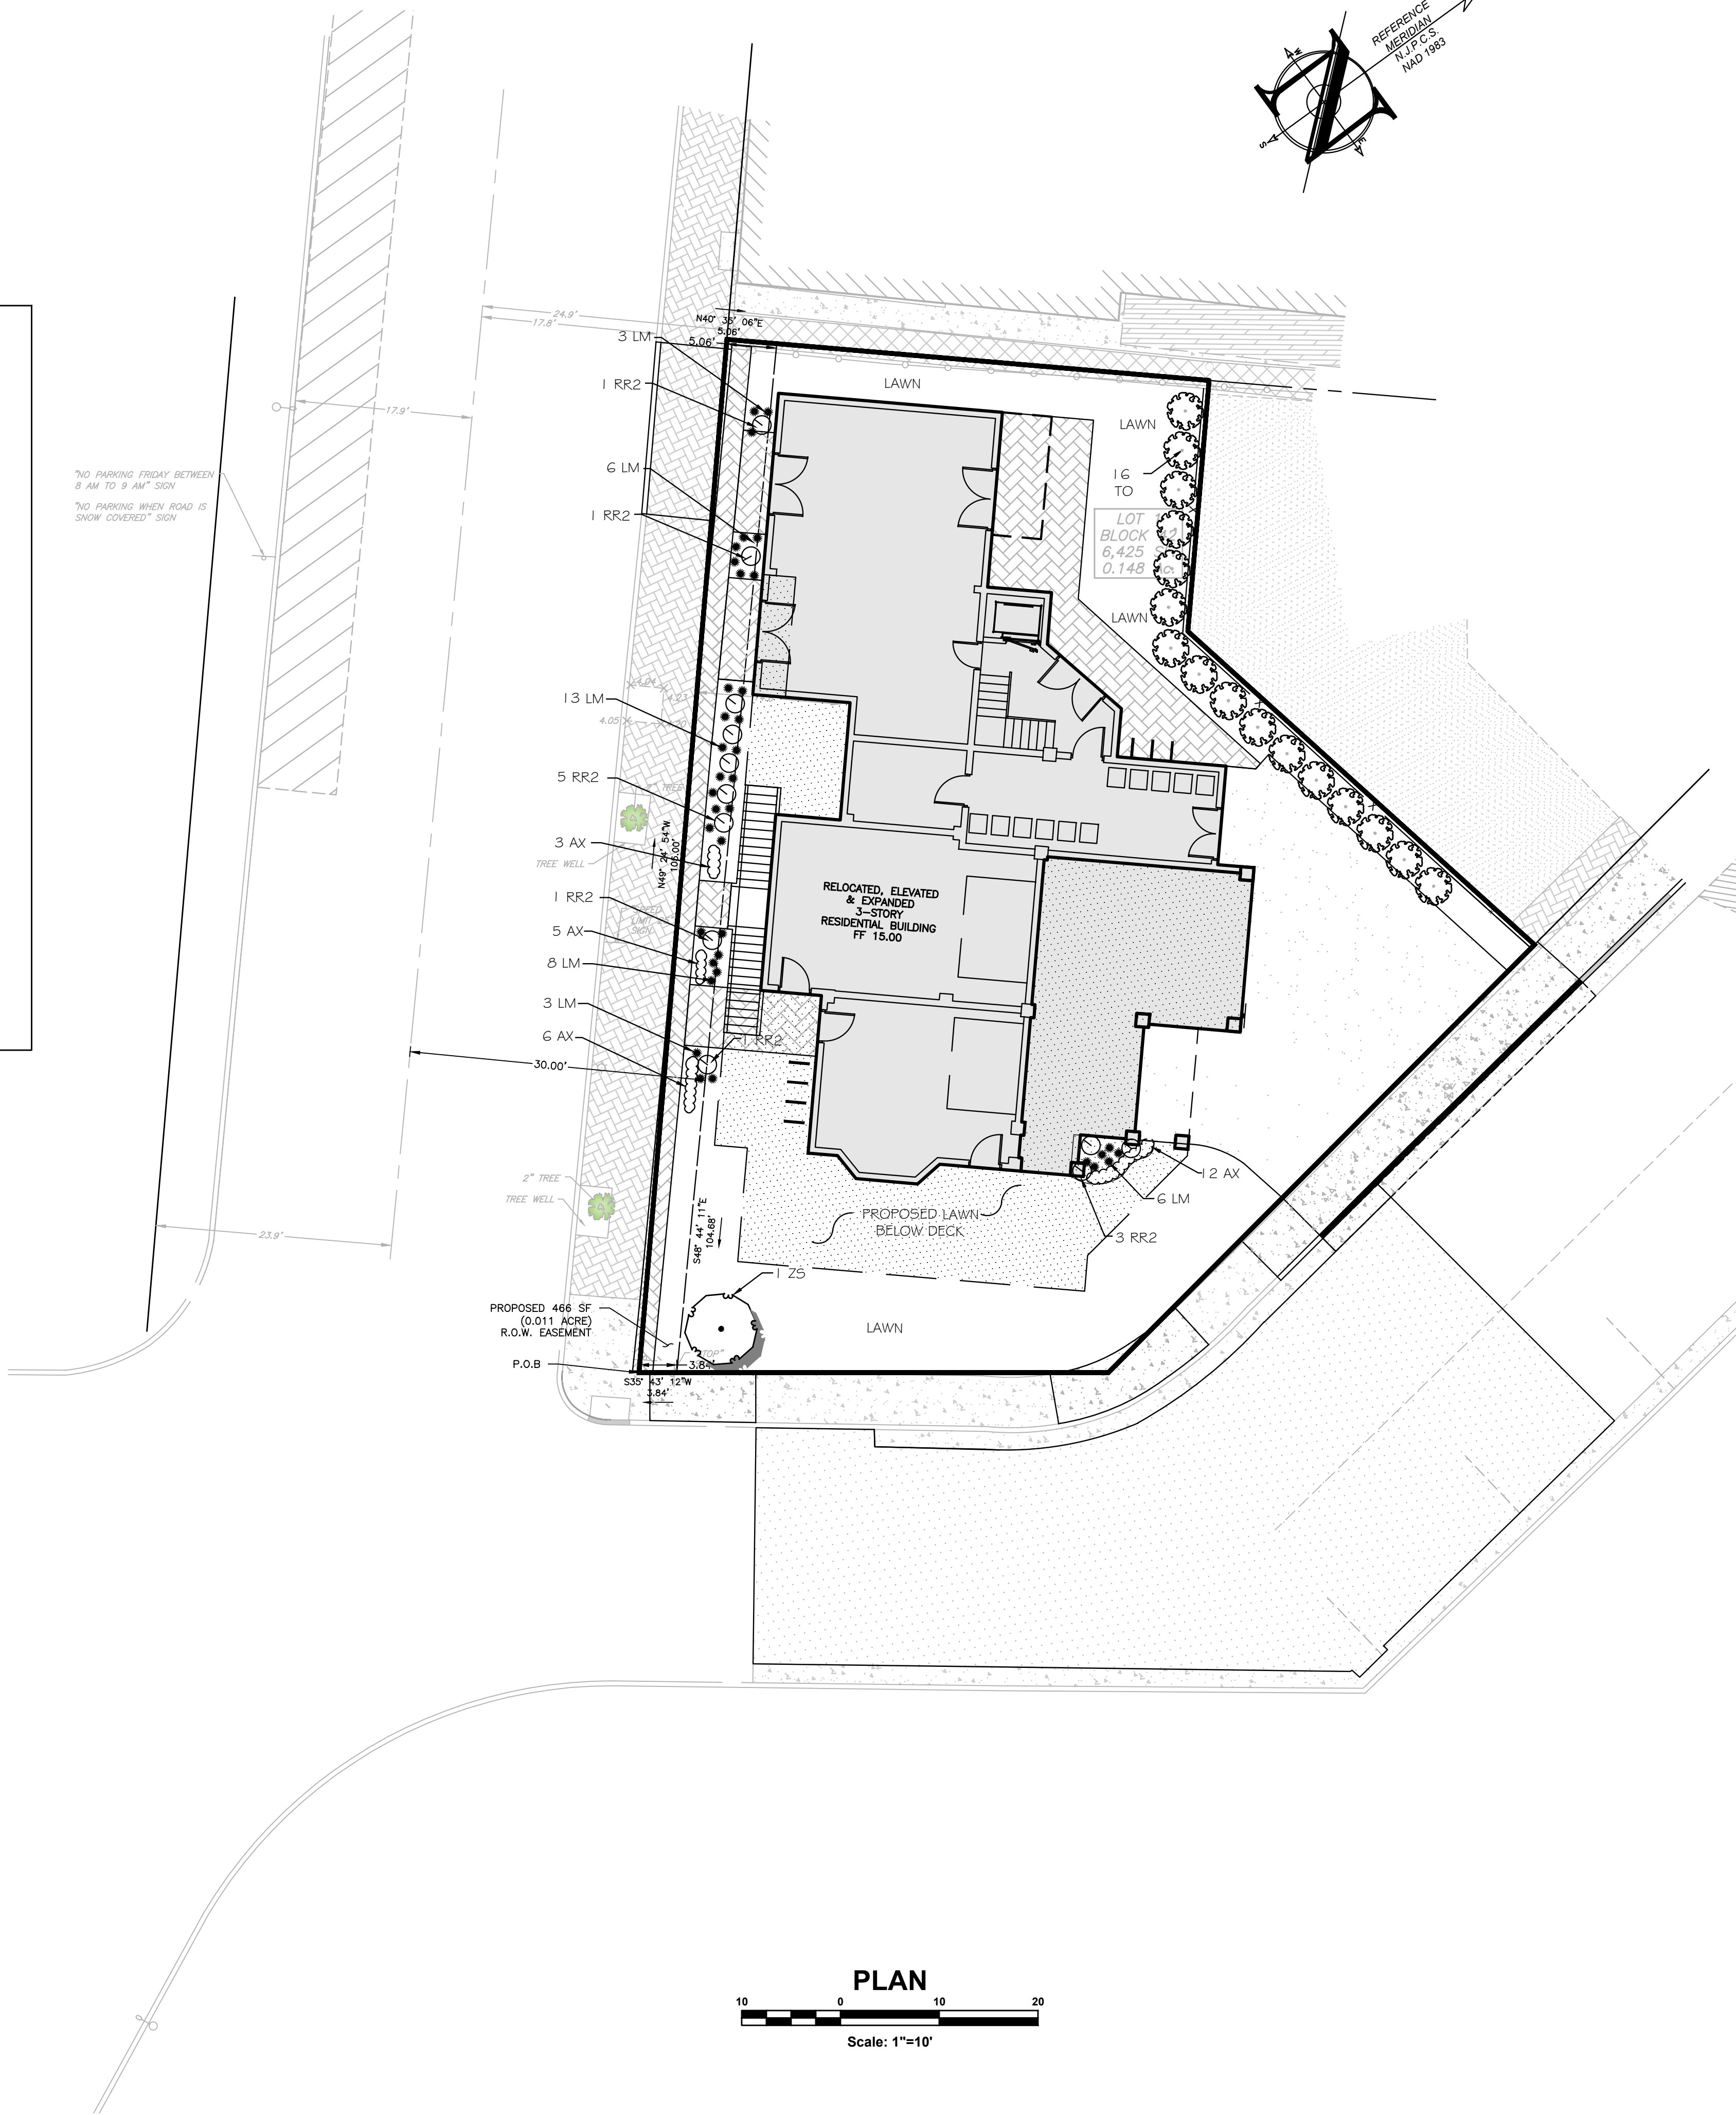 REFERENCE
MERIDIAN
N.J.P.C.S.
NAD 1983
W
S
E
24.9'
17.8'
N40° 35' 06"E
5.06'
5.06'
3 LM
1 RR2
LAWN
17.9'
LAWN
"NO PARKING FRIDAY BETWEEN
8 AM TO 9 AM" SIGN
"NO PARKING WHEN ROAD IS
SNOW COVERED" SIGN
6 LM
16
TO
1 RR2
LOT
BLOCK
6,425
0.148
LAWN
4.04
4.23
13 LM
4.05
5 RR2
TREE
3 AX
TREE WELL
N49° 24' 54"W
106.00'
1 RR2
SIGN
5 AX
8 LM
RELOCATED, ELEVATED
& EXPANDED
3-STORY
RESIDENTIAL BUILDING
FF 15.00
3 LM
6 AX
1 RR2
30.00'
2" TREE
TREE WELL
12 AX
6 LM
PROPOSED LAWN
BELOW DECK
3 RR2
23.9'
S48° 44' 11"E
104.68'
1 ZS
PROPOSED 466 SF
(0.011 ACRE)
R.O.W. EASEMENT
LAWN
P.O.B
3.84'
S35° 43' 12"W
3.84'
PLAN
10 0 10 20
Scale: 1"=10'